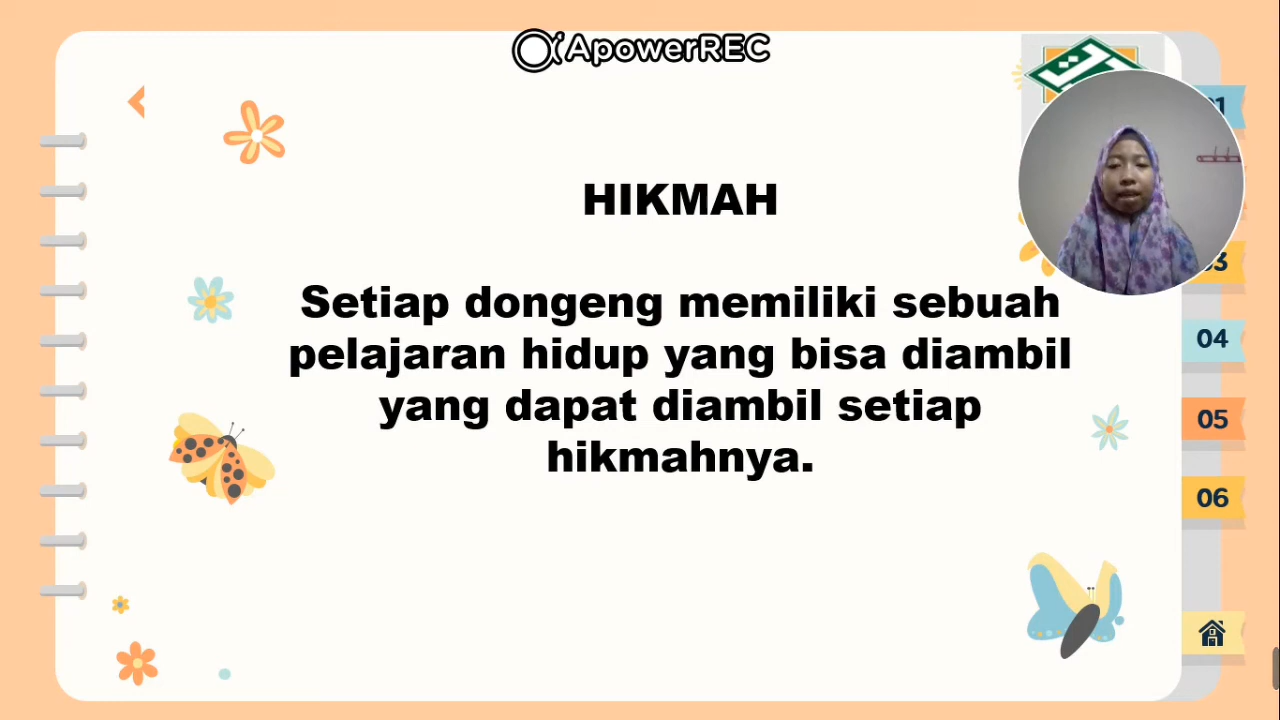 ApowerREC
HIKMAH
Setiap dongeng memiliki sebuah
pelajaran hidup yang bisa diambil
yang dapat diambil setiap
hikmahnya.
04
05
06